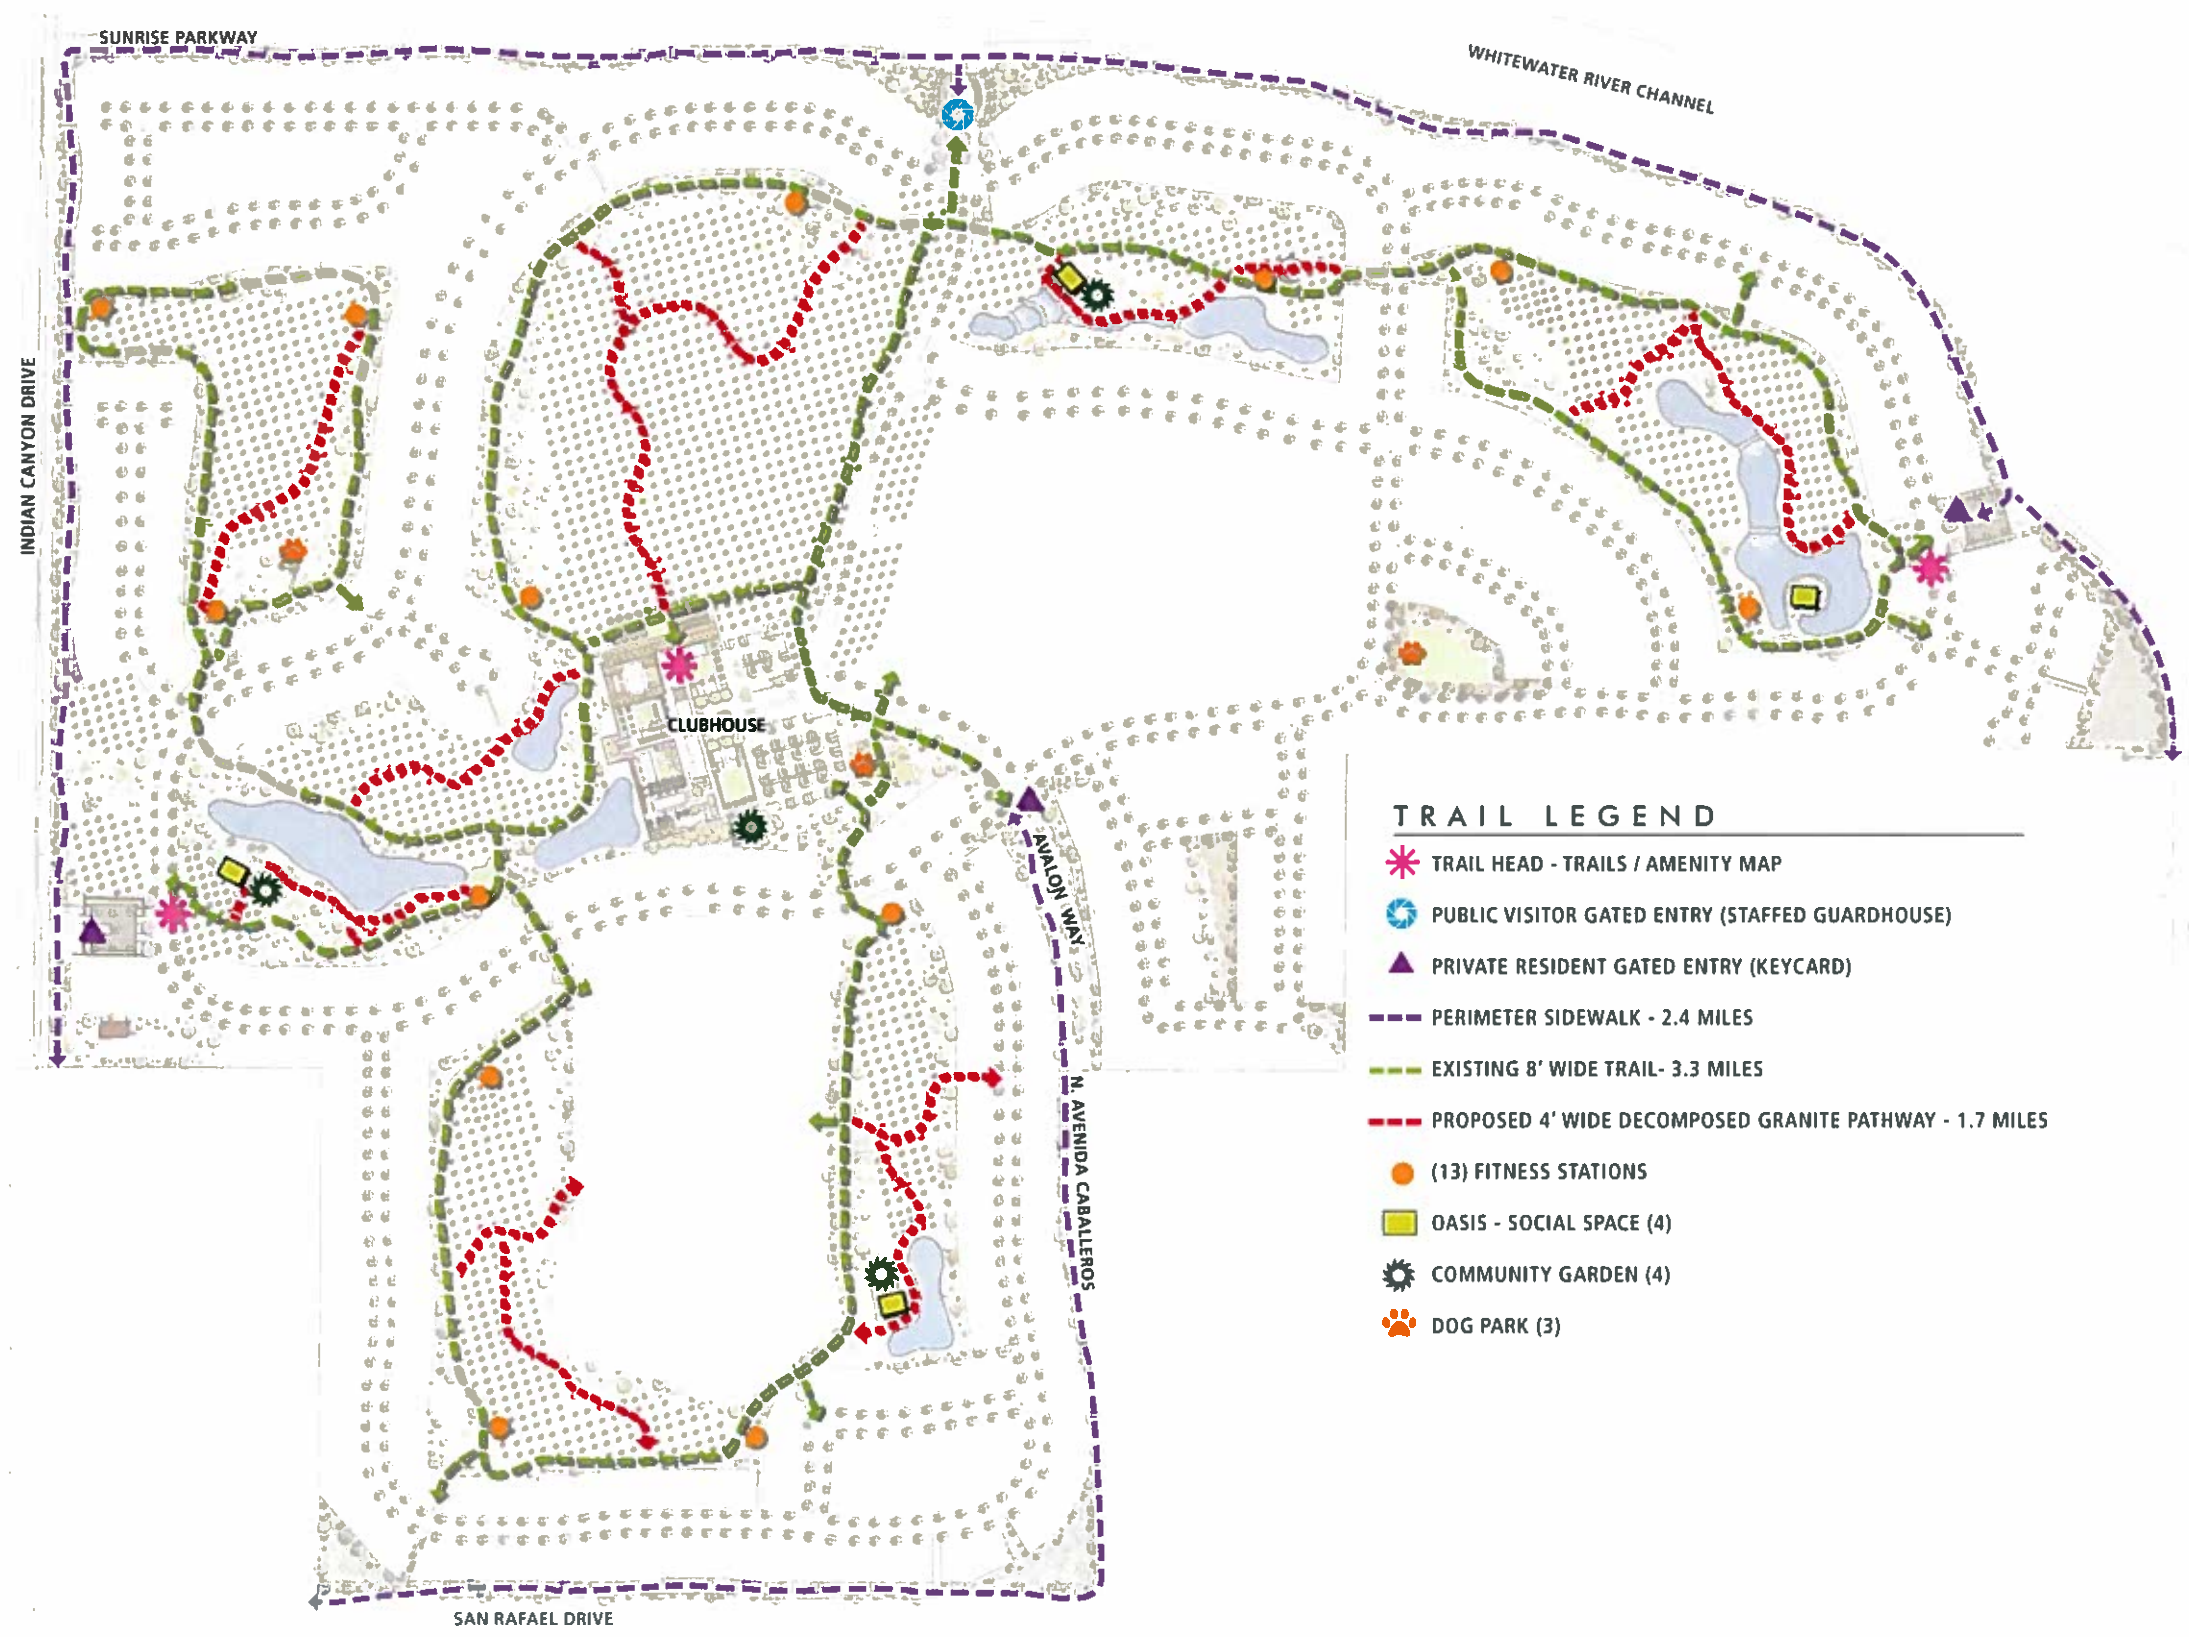 SUNRISE PARKWAY
WHITEWATER RIVER CHANNEL
INDIAN CANYON DRIVE
CLUBHOUSE
AVALON WAY
N. AVENIDA CABALLEROS
SAN RAFAEL DRIVE
TRAIL LEGEND
TRAIL HEAD - TRAILS / AMENITY MAP
PUBLIC VISITOR GATED ENTRY (STAFFED GUARDHOUSE)
PRIVATE RESIDENT GATED ENTRY (KEYCARD)
PERIMETER SIDEWALK - 2.4 MILES
EXISTING 8' WIDE TRAIL- 3.3 MILES
PROPOSED 4' WIDE DECOMPOSED GRANITE PATHWAY - 1.7 MILES
(13) FITNESS STATIONS
OASIS - SOCIAL SPACE (4)
COMMUNITY GARDEN (4)
DOG PARK (3)